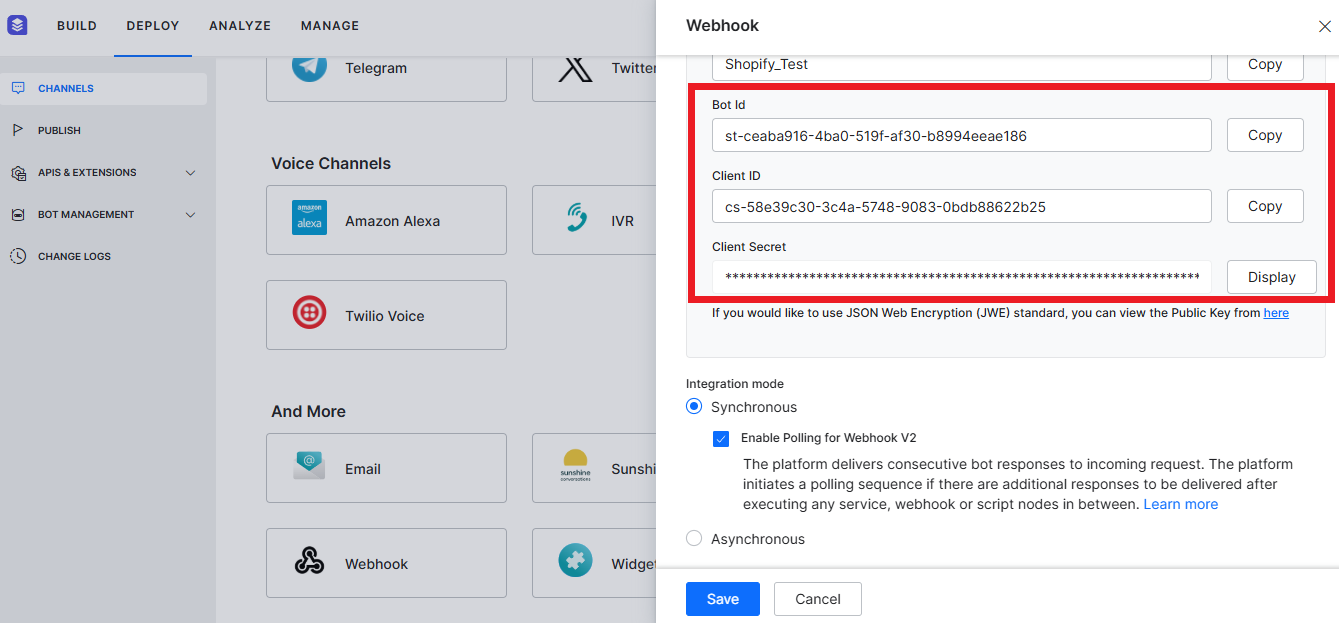 BUILD
DEPLOY
ANALYZE
MANAGE
CHANNELS
PUBLISH
APIS & EXTENSIONS
BOT MANAGEMENT
CHANGE LOGS
Telegram
Twitter
Voice Channels
amazon
alexa
Amazon Alexa
IVR
Twilio Voice
And More
@
Email
sunshine
conversations
Sunshi
Webhook
Widge
Webhook
Shopify_Test
Copy
Bot Id
st-ceaba916-4ba0-519f-af30-b8994eeae186
Copy
Client ID
cs-58e39c30-3c4a-5748-9083-0bdb88622b25
Copy
Client Secret
********************************************************************
Display
If you would like to use JSON Web Encryption (JWE) standard, you can view the Public Key from here
Integration mode
Synchronous
Enable Polling for Webhook V2
The platform delivers consecutive bot responses to incoming request. The platform
initiates a polling sequence if there are additional responses to be delivered after
executing any service, webhook or script nodes in between. Learn more
Asynchronous
Save
Cancel